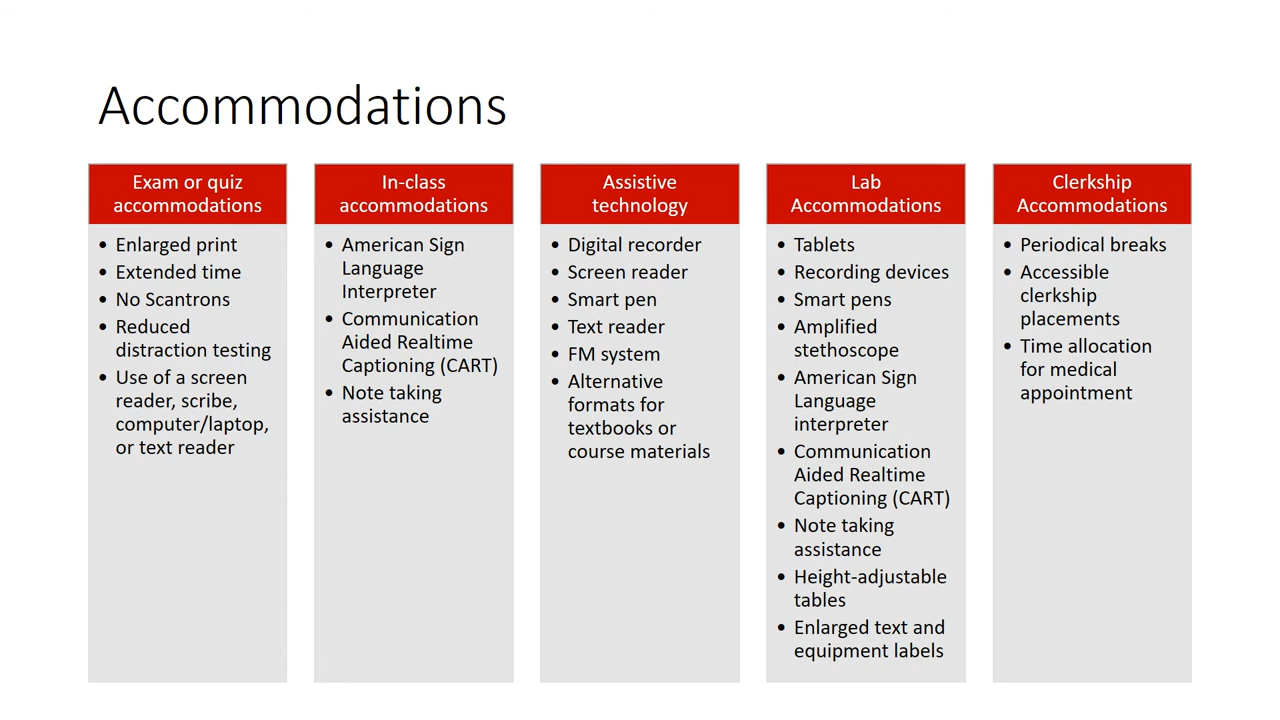 Accommodations
Exam or quiz
accommodations
• Enlarged print
• Extended time
• No Scantrons
• Reduced
distraction testing
• Use of a screen
reader, scribe,
computer/laptop,
or text reader
In-class
accommodations
• American Sign
Language
Interpreter
• Communication
Aided Realtime
Captioning (CART)
• Note taking
assistance
Assistive
technology
• Digital recorder
• Screen reader
• Smart pen
• Text reader
• FM system
• Alternative
formats for
textbooks or
course materials
Lab
Accommodations
• Tablets
• Recording devices
• Smart pens
• Amplified
stethoscope
• American Sign
Language
interpreter
• Communication
Aided Realtime
Captioning (CART)
• Note taking
assistance
• Height-adjustable
tables
• Enlarged text and
equipment labels
Clerkship
Accommodations
• Periodical breaks
• Accessible
clerkship
placements
• Time allocation
for medical
appointment